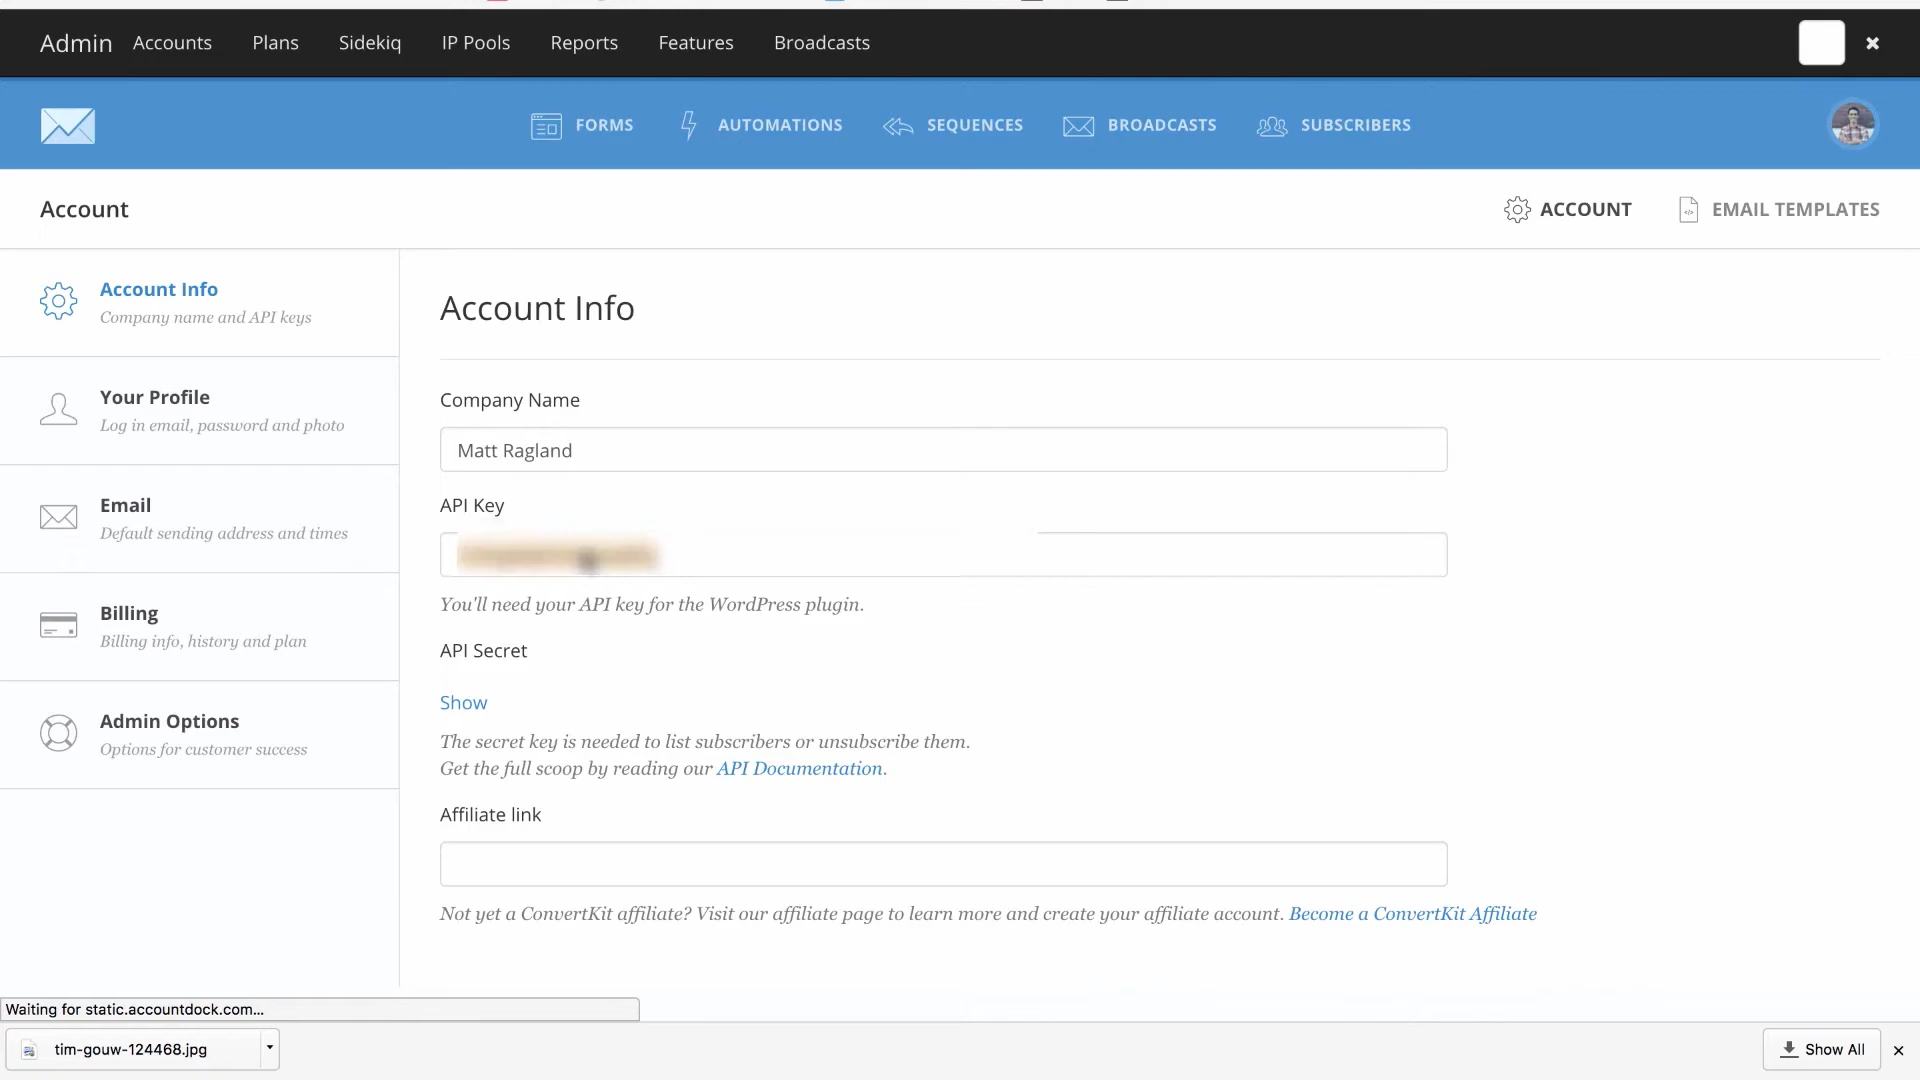 Admin Accounts Plans Sidekiq IP Pools Reports Features Broadcasts
FORMS AUTOMATIONS SEQUENCES BROADCASTS SUBSCRIBERS
Account
ACCOUNT EMAIL TEMPLATES
Account Info
Company name and API keys
Your Profile
Log in email, password and photo
Email
Default sending address and times
Billing
Billing info, history and plan
Admin Options
Options for customer success
Account Info
Company Name
Matt Ragland
API Key
You'll need your API key for the WordPress plugin.
API Secret
Show
The secret key is needed to list subscribers or unsubscribe them.
Get the full scoop by reading our API Documentation.
Affiliate link
Not yet a ConvertKit affiliate? Visit our affiliate page to learn more and create your affiliate account. Become a ConvertKit Affiliate
Waiting for static.accountdock.com...
tim-gouw-124468.jpg
Show All